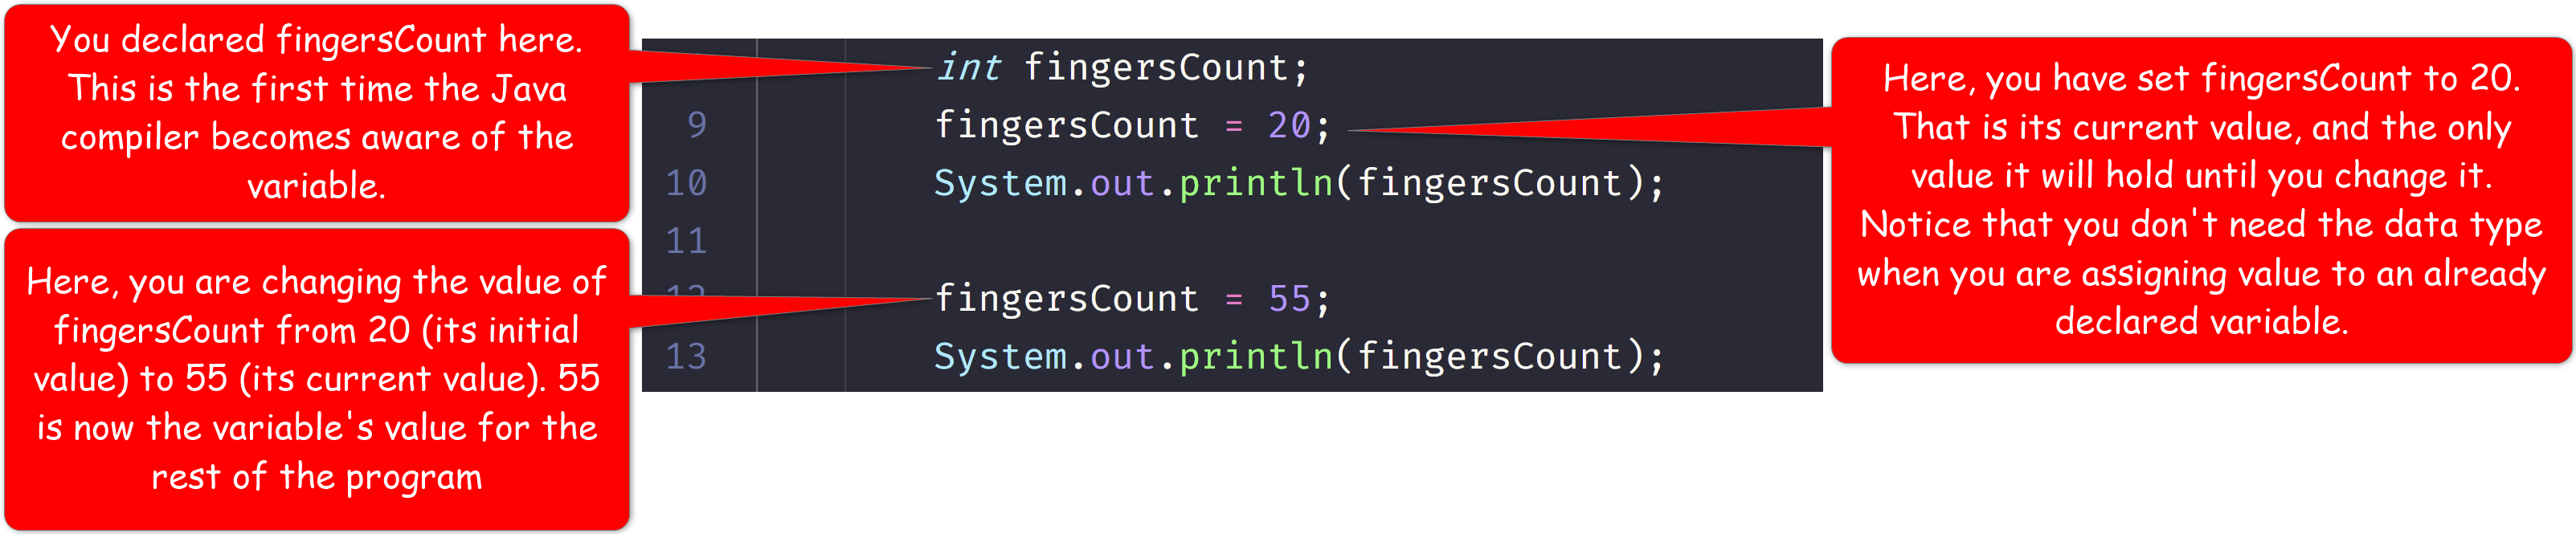 You declared fingersCount here.
This is the first time the Java
compiler becomes aware of the
variable.
Here, you are changing the value of
fingersCount from 20 (its initial
value) to 55 (its current value). 55
is now the variable's value for the
rest of the program
int fingersCount;
9 fingersCount = 20;
10 System.out.println(fingersCount);
11
12 fingersCount = 55;
13 System.out.println(fingersCount);
Here, you have set fingersCount to 20.
That is its current value, and the only
value it will hold until you change it.
Notice that you don't need the data type
when you are assigning value to an already
declared variable.